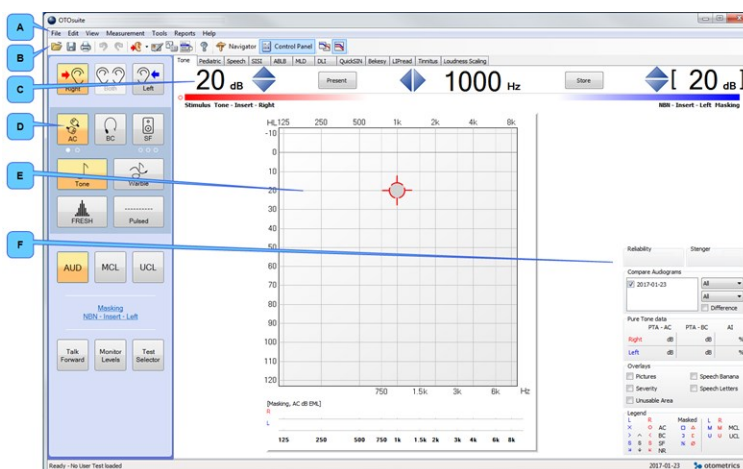 OTOsuite
A
File Edit View Measurement Tools Reports Help
B
Navigator Control Panel
Tone Pediatric Speech SISI ABLB MLD DLI QuickSIN Bekesy LIPread Tinnitus Loudness Scaling
C
Right Both Left
20 dB Present 1000 Hz Store [ 20 dB ]
Stimulus Tone - Insert - Right NBN - Insert - Left Masking
D
AC BC SF
E
Tone Warble
FRESH Pulsed
F
AUD MCL UCL
Masking
NBN - Insert - Left
Talk Forward Monitor Levels Test Selector
HL 125 250 500 1k 2k 4k 8k
-10
0
10
20
30
40
50
60
70
80
90
100
110
120
750 1.5k 3k 6k Hz
[Masking, AC dB EML]
R
L
125 250 500 750 1k 1.5k 2k 3k 4k 6k 8k
Reliability Stenger
Compare Audiograms
2017-01-23 All
All
Difference
Pure Tone data
PTA - AC PTA - BC AI
Right dB dB %
Left dB dB %
Overlays
Pictures Speech Banana
Severity Speech Letters
Unusable Area
Legend
L R Masked L R
AC MCL
BC UCL
SF
NR
Ready - No User Test loaded 2017-01-23 otometrics